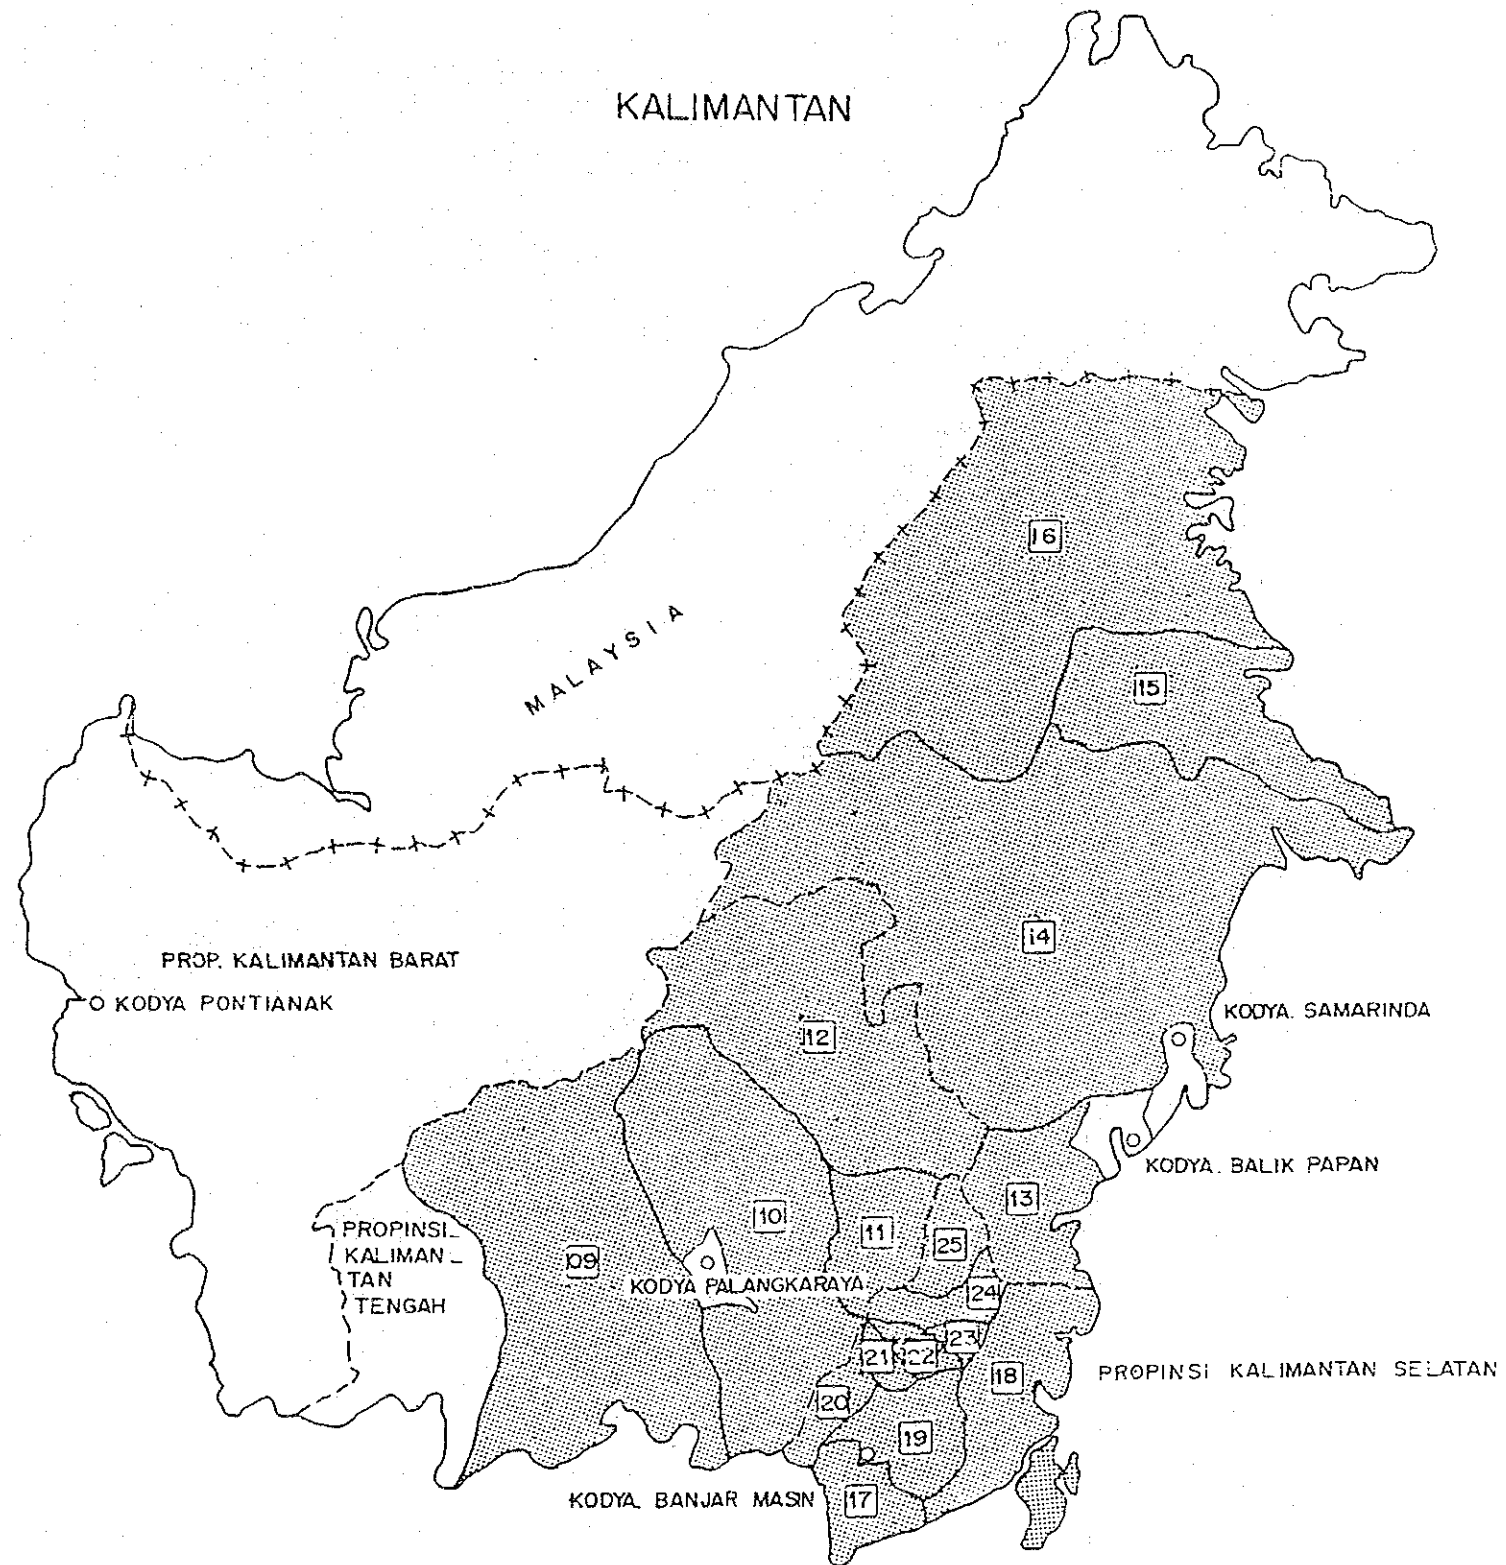 KALIMANTAN
16
MALAYSIA
15
14
PROP. KALIMANTAN BARAT
KODYA PONTIANAK
KODYA. SAMARINDA
12
KODYA. BALIK PAPAN
13
10
11
PROPINSI_
KALIMAN_
TAN
TENGAH
25
09
KODYA PALANGKARAYA
24
23
21
22
18
PROPINSI KALIMANTAN SELATAN
20
19
KODYA. BANJAR MASIN
17